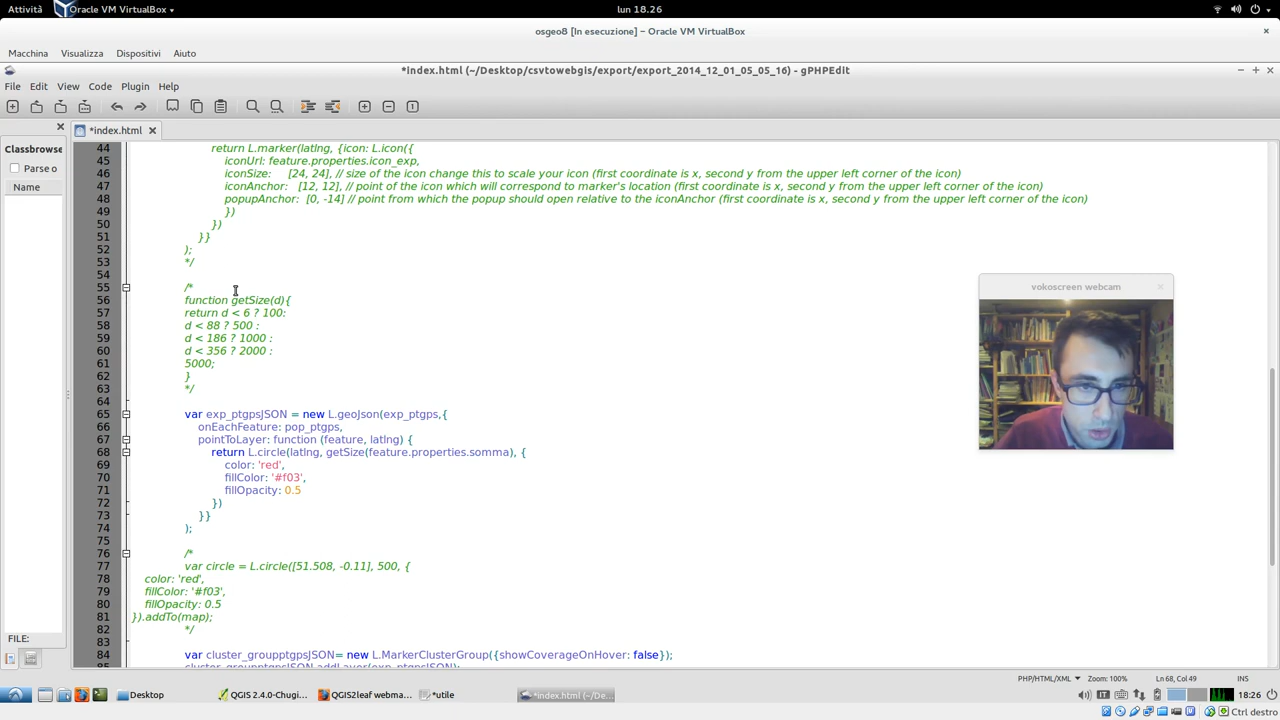 Attività
Oracle VM VirtualBox
lun 18.26
osgeo8 [In esecuzione] – Oracle VM VirtualBox
Macchina Visualizza Dispositivi Aiuto
*index.html (~/Desktop/csvtowebgis/export/export_2014_12_01_05_05_16) - gPHPEdit
File Edit View Code Plugin Help
*index.html
Classbrowse
Parse o
Name
44 return L.marker(latlng, {icon: L.icon({
45 iconUrl: feature.properties.icon_exp,
46 iconSize: [24, 24], // size of the icon change this to scale your icon (first coordinate is x, second y from the upper left corner of the icon)
47 iconAnchor: [12, 12], // point of the icon which will correspond to marker's location (first coordinate is x, second y from the upper left corner of the icon)
48 popupAnchor: [0, -14] // point from which the popup should open relative to the iconAnchor (first coordinate is x, second y from the upper left corner of the icon)
49 })
50 })
51 }}
52 );
53 */
54
55 /*
56 function getSize(d){
57 return d < 6 ? 100:
58 d < 88 ? 500 :
59 d < 186 ? 1000 :
60 d < 356 ? 2000 :
61 5000;
62 }
63 */
64
65 var exp_ptgpsJSON = new L.geoJson(exp_ptgps,{
66 onEachFeature: pop_ptgps,
67 pointToLayer: function (feature, latlng) {
68 return L.circle(latlng, getSize(feature.properties.somma), {
69 color: 'red',
70 fillColor: '#f03',
71 fillOpacity: 0.5
72 })
73 }}
74 );
75
76 /*
77 var circle = L.circle([51.508, -0.11], 500, {
78 color: 'red',
79 fillColor: '#f03',
80 fillOpacity: 0.5
81 }).addTo(map);
82 */
83
84 var cluster_groupptgpsJSON= new L.MarkerClusterGroup({showCoverageOnHover: false});
85 cluster_groupptgpsJSON.addLayer(exp_ptgpsJSON);
vokoscreen webcam
FILE:
PHP/HTML/XML Zoom: 100% Ln 68, Col 49 INS
Desktop
QGIS 2.4.0-Chugi...
QGIS2leaf webma...
*utile
*index.html (~/De...
IT
18:26
Ctrl destro